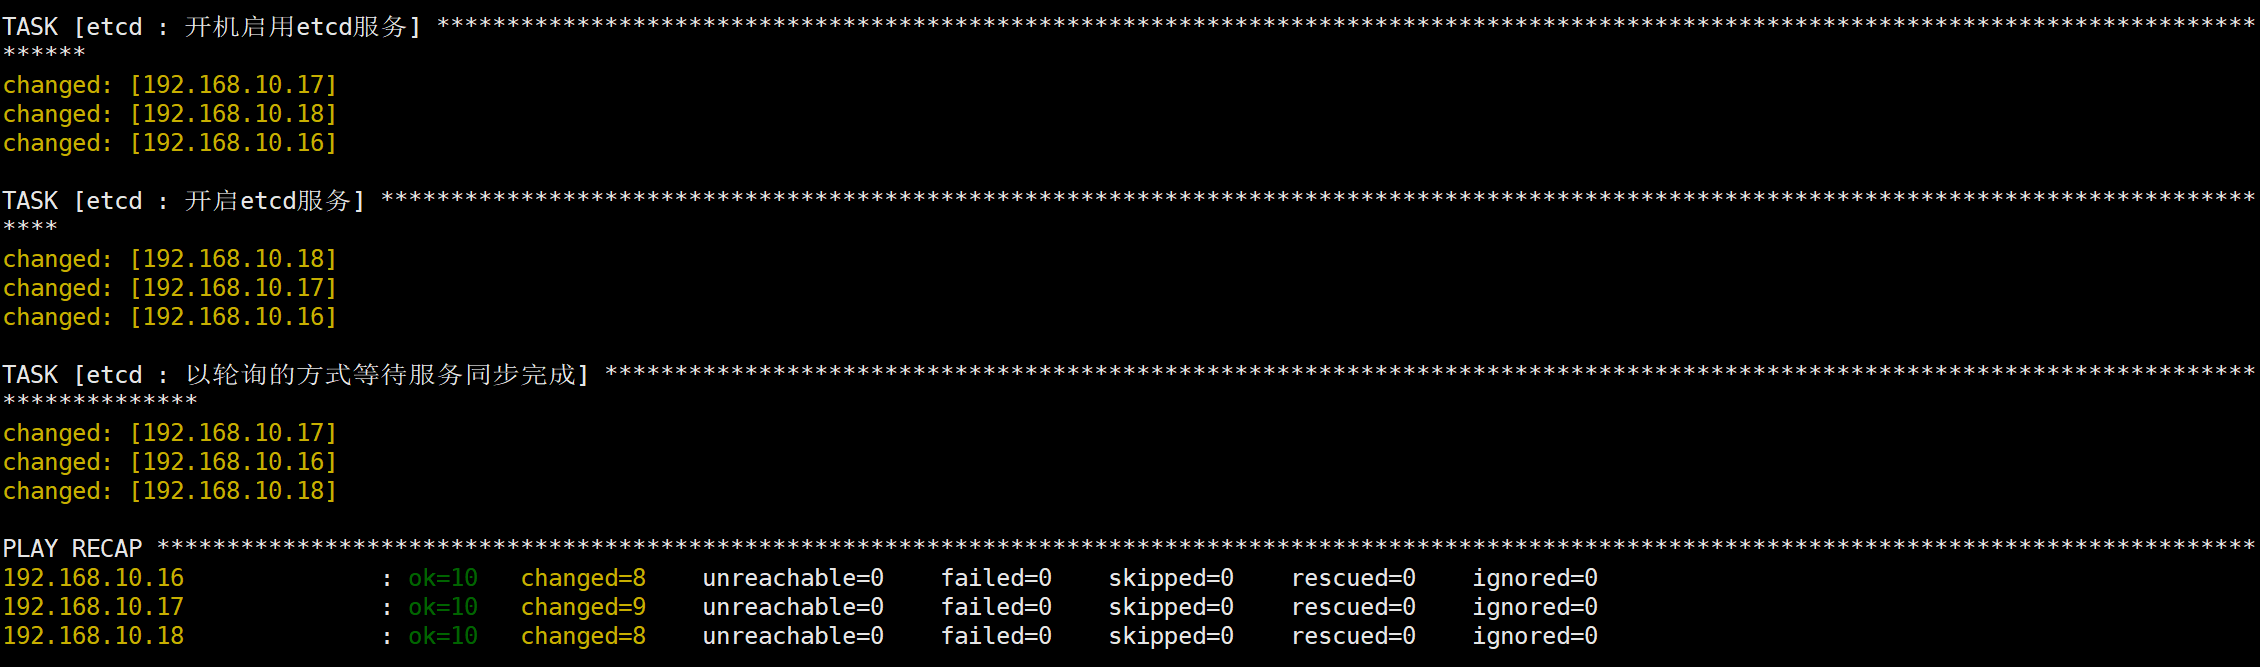 TASK [etcd : 开机启用etcd服务] **********************************************************************************************************************************
******
changed: [192.168.10.17]
changed: [192.168.10.18]
changed: [192.168.10.16]
TASK [etcd : 开启etcd服务] **************************************************************************************************************************************
****
changed: [192.168.10.18]
changed: [192.168.10.17]
changed: [192.168.10.16]
TASK [etcd : 以轮询的方式等待服务同步完成] **********************************************************************************************************************
**************
changed: [192.168.10.17]
changed: [192.168.10.16]
changed: [192.168.10.18]
PLAY RECAP ******************************************************************************************************************************************************
192.168.10.16              : ok=10   changed=8    unreachable=0    failed=0    skipped=0    rescued=0    ignored=0
192.168.10.17              : ok=10   changed=9    unreachable=0    failed=0    skipped=0    rescued=0    ignored=0
192.168.10.18              : ok=10   changed=8    unreachable=0    failed=0    skipped=0    rescued=0    ignored=0